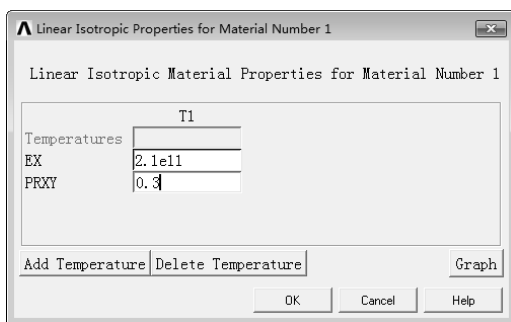 Linear Isotropic Properties for Material Number 1
Linear Isotropic Material Properties for Material Number 1
T1
Temperatures
EX 2.1e11
PRXY 0.3
Add Temperature Delete Temperature Graph
OK Cancel Help